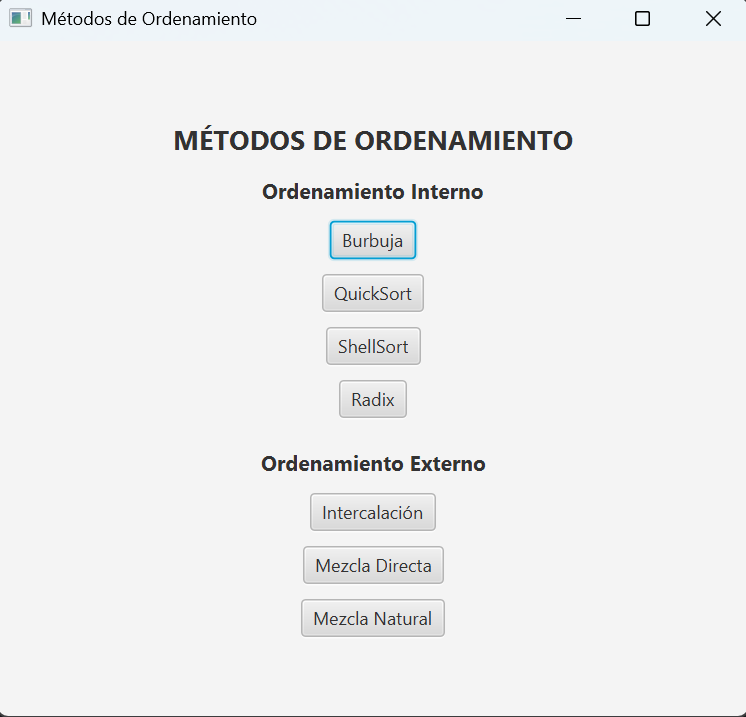 Métodos de Ordenamiento
MÉTODOS DE ORDENAMIENTO
Ordenamiento Interno
Burbuja
QuickSort
ShellSort
Radix
Ordenamiento Externo
Intercalación
Mezcla Directa
Mezcla Natural